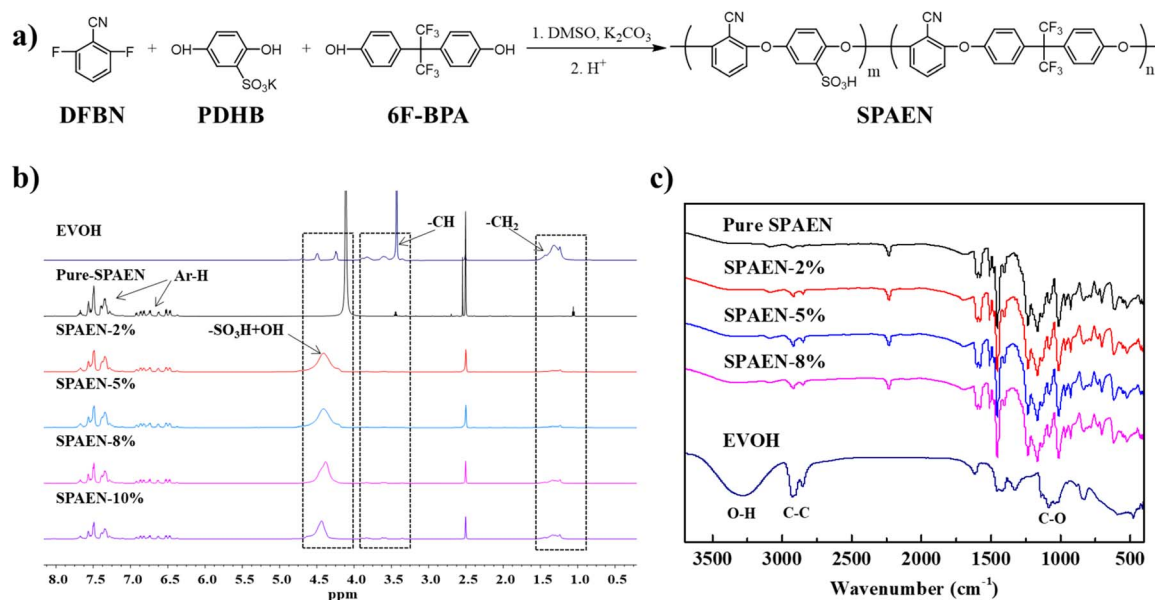 a)
CN
F
F
+
OH
OH
SO₃K
+
OH
CF₃
CF₃
OH
1. DMSO, K₂CO₃
2. H⁺
CN
O
O
SO₃H
m
CN
O
CF₃
CF₃
O
n
DFBN
PDHB
6F-BPA
SPAEN
b)
EVOH
-CH
-CH₂
Pure-SPAEN
Ar-H
SPAEN-2%
-SO₃H+OH
SPAEN-5%
SPAEN-8%
SPAEN-10%
8.0 7.5 7.0 6.5 6.0 5.5 5.0 4.5 4.0 3.5 3.0 2.5 2.0 1.5 1.0 0.5
ppm
c)
Pure SPAEN
SPAEN-2%
SPAEN-5%
SPAEN-8%
EVOH
O-H
C-C
C-O
3500 3000 2500 2000 1500 1000 500
Wavenumber (cm⁻¹)